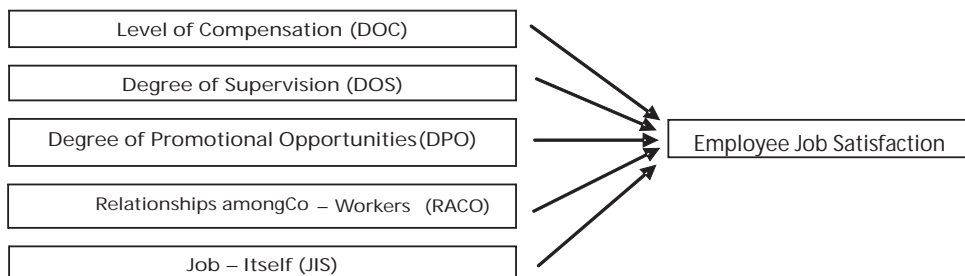 Level of Compensation (DOC)
Degree of Supervision (DOS)
Degree of Promotional Opportunities(DPO)
Employee Job Satisfaction
Relationships amongCo – Workers (RACO)
Job – Itself (JIS)